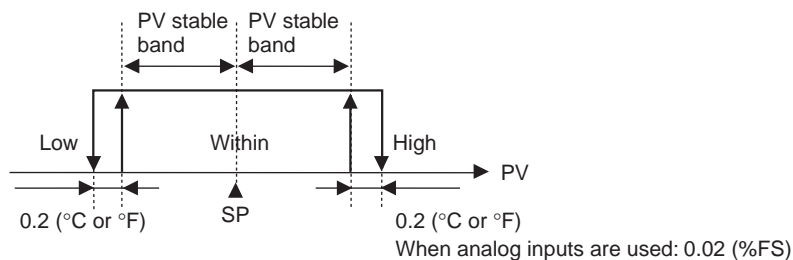 PV stable band
PV stable band
Low
Within
High
PV
0.2 (°C or °F)
SP
0.2 (°C or °F)
When analog inputs are used: 0.02 (%FS)